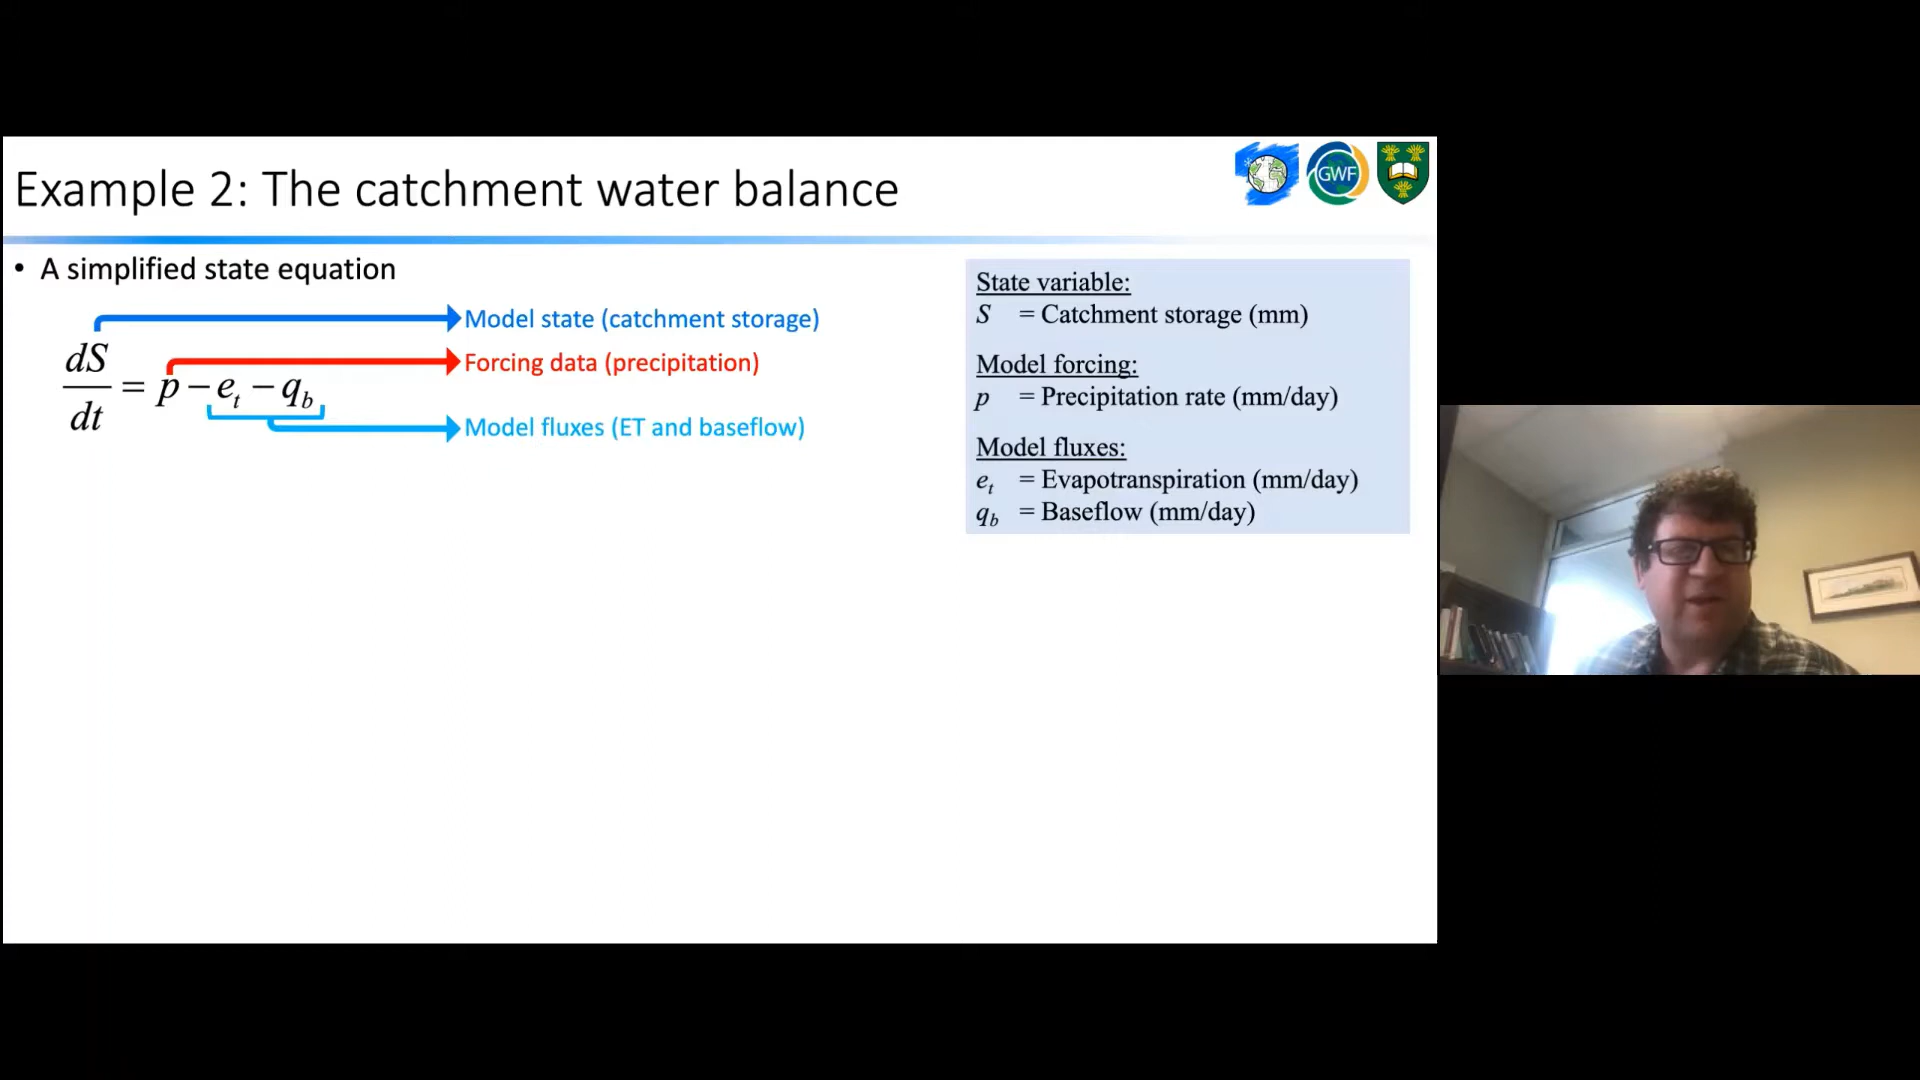 Example 2: The catchment water balance
GWF
• A simplified state equation
Model state (catchment storage)
Forcing data (precipitation)
dS/dt = p − e_t − q_b
Model fluxes (ET and baseflow)
State variable:
S = Catchment storage (mm)
Model forcing:
p = Precipitation rate (mm/day)
Model fluxes:
e_t = Evapotranspiration (mm/day)
q_b = Baseflow (mm/day)